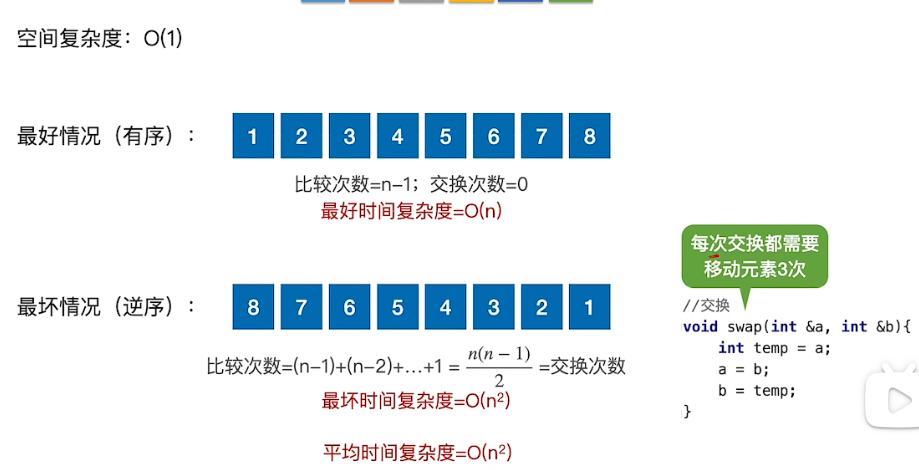 空间复杂度：O(1)
最好情况（有序）：
1 2 3 4 5 6 7 8
比较次数=n–1；交换次数=0
最好时间复杂度=O(n)
每次交换都需要
移动元素3次
最坏情况（逆序）：
8 7 6 5 4 3 2 1
//交换
void swap(int &a, int &b){
int temp = a;
a = b;
b = temp;
}
比较次数=(n–1)+(n–2)+…+1 = n(n − 1)/2 =交换次数
最坏时间复杂度=O(n²)
平均时间复杂度=O(n²)